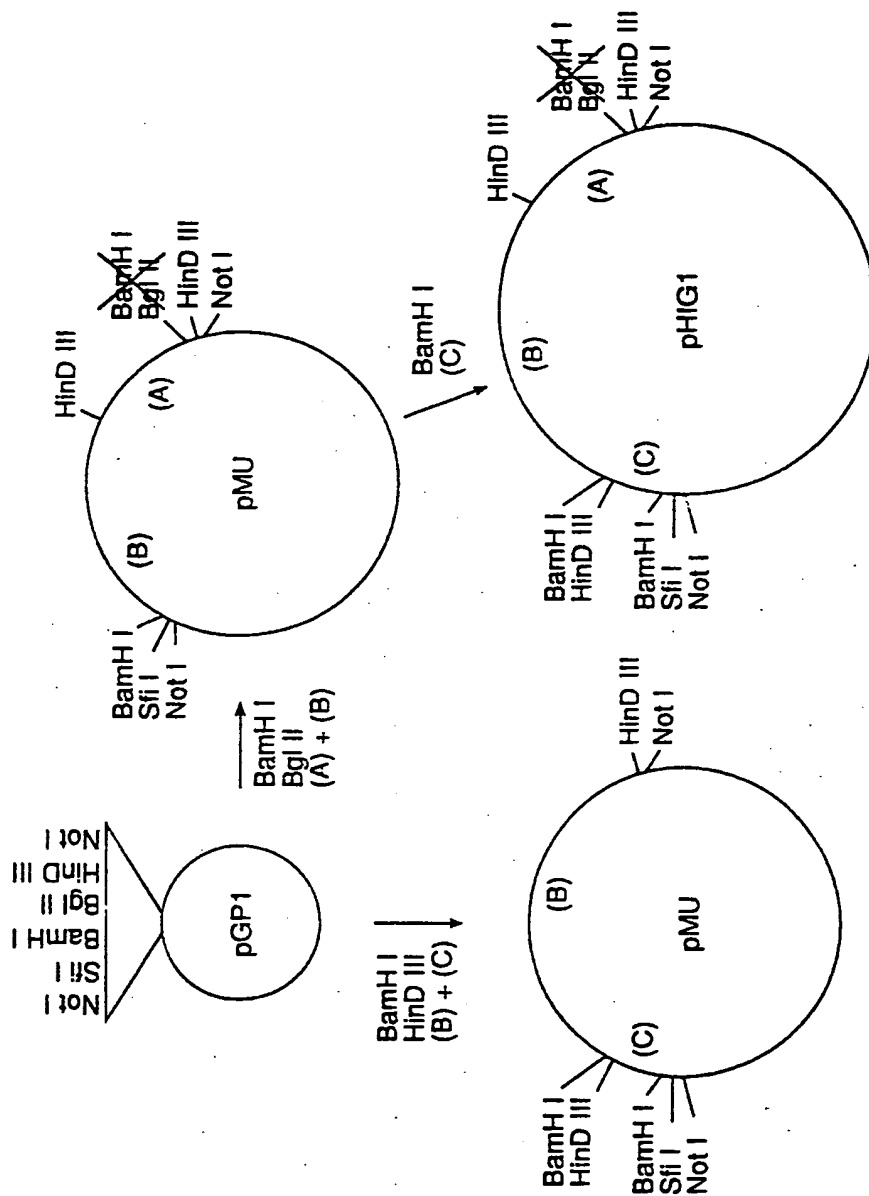 Not I
Sfi I
BamH I
Bgl II
HinD III
Not I
pGP1
BamH I
Bgl II
(A) + (B)
BamH I
HinD III
(B) + (C)
BamH I
Sfi I
Not I
(B)
HinD III
(A)
BamH I
Bgl II
HinD III
Not I
pMU
BamH I
(C)
BamH I
HinD III
(C)
BamH I
Sfi I
Not I
(B)
HinD III
Not I
pMU
BamH I
HinD III
(C)
BamH I
Sfi I
Not I
(B)
HinD III
(A)
BamH I
Bgl II
HinD III
Not I
pHIG1